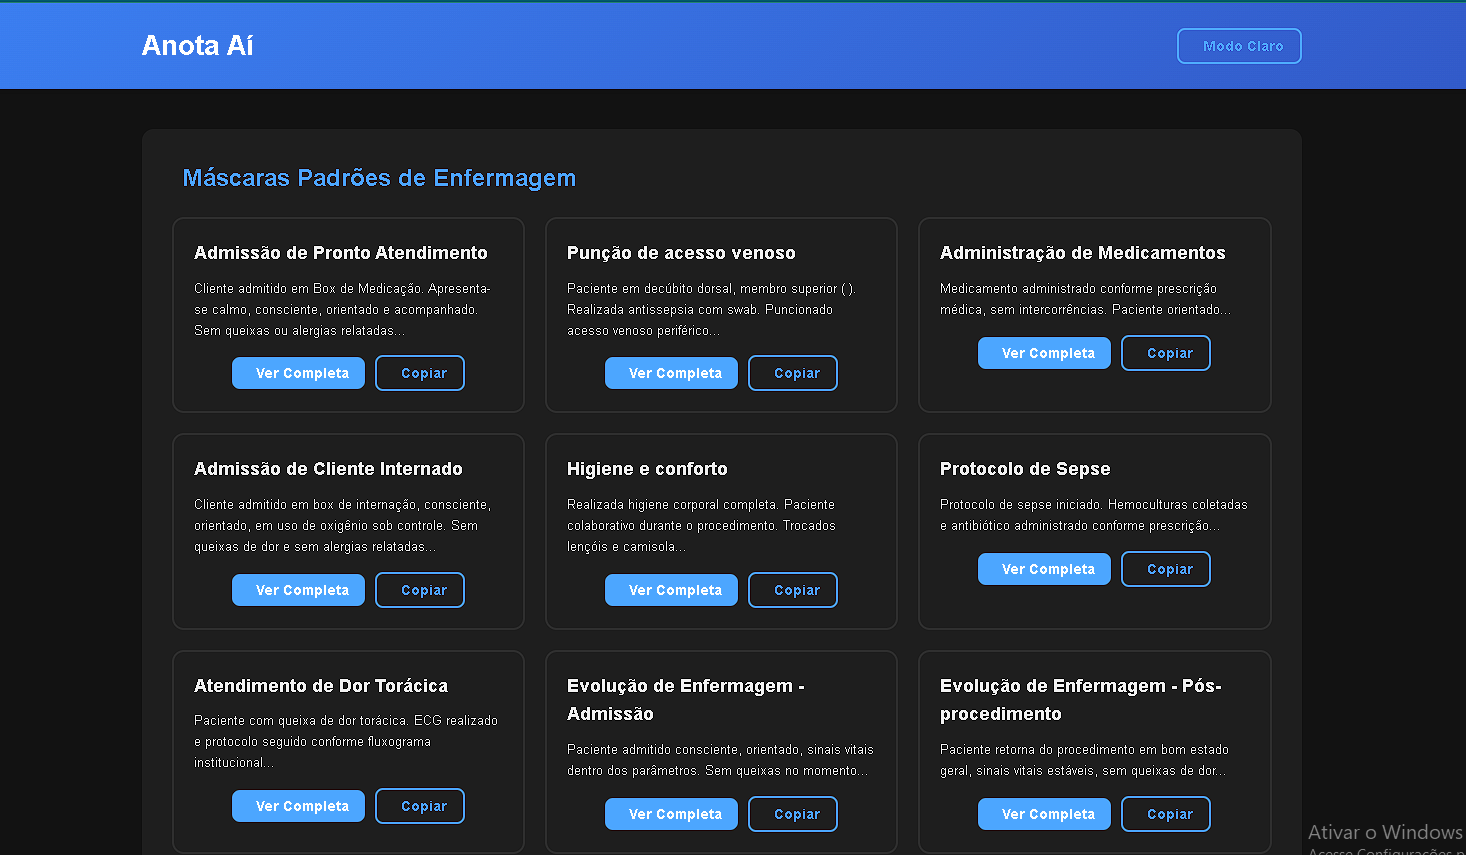 Anota Aí
Modo Claro
Máscaras Padrões de Enfermagem
Admissão de Pronto Atendimento
Cliente admitido em Box de Medicação. Apresenta-
se calmo, consciente, orientado e acompanhado.
Sem queixas ou alergias relatadas...
Ver Completa
Copiar
Punção de acesso venoso
Paciente em decúbito dorsal, membro superior ( ).
Realizada antissepsia com swab. Puncionado
acesso venoso periférico...
Ver Completa
Copiar
Administração de Medicamentos
Medicamento administrado conforme prescrição
médica, sem intercorrências. Paciente orientado...
Ver Completa
Copiar
Admissão de Cliente Internado
Cliente admitido em box de internação, consciente,
orientado, em uso de oxigênio sob controle. Sem
queixas de dor e sem alergias relatadas...
Ver Completa
Copiar
Higiene e conforto
Realizada higiene corporal completa. Paciente
colaborativo durante o procedimento. Trocados
lençóis e camisola...
Ver Completa
Copiar
Protocolo de Sepse
Protocolo de sepse iniciado. Hemoculturas coletadas
e antibiótico administrado conforme prescrição...
Ver Completa
Copiar
Atendimento de Dor Torácica
Paciente com queixa de dor torácica. ECG realizado
e protocolo seguido conforme fluxograma
institucional...
Ver Completa
Copiar
Evolução de Enfermagem -
Admissão
Paciente admitido consciente, orientado, sinais vitais
dentro dos parâmetros. Sem queixas no momento...
Ver Completa
Copiar
Evolução de Enfermagem - Pós-
procedimento
Paciente retorna do procedimento em bom estado
geral, sinais vitais estáveis, sem queixas de dor...
Ver Completa
Copiar
Ativar o Windows
Acesse Configurações p